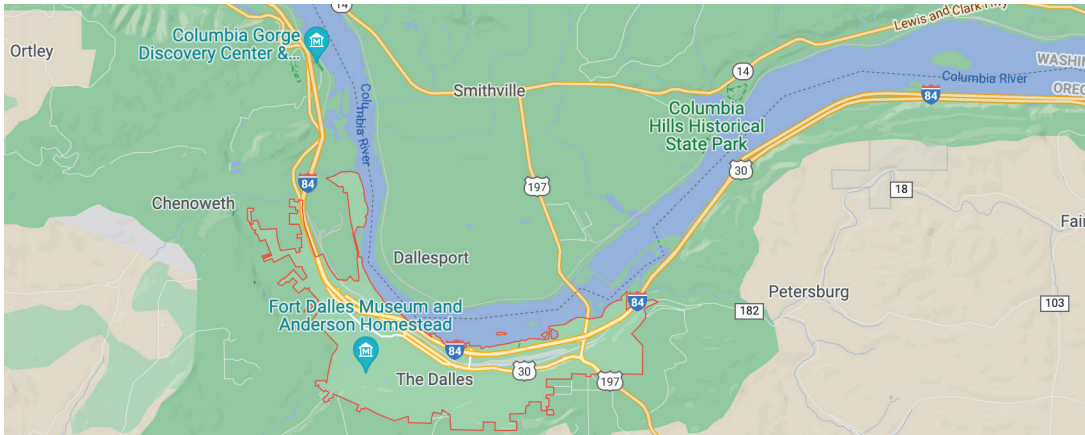 14
Columbia Gorge
Discovery Center &...
Ortley
Lewis and Clark Hwy
WASHIN
Columbia River
OREG
14
84
Smithville
Columbia River
Columbia
Hills Historical
State Park
30
84
197
18
Chenoweth
Fair
Dallesport
Petersburg
84
182
103
Fort Dalles Museum and
Anderson Homestead
84
30
The Dalles
197